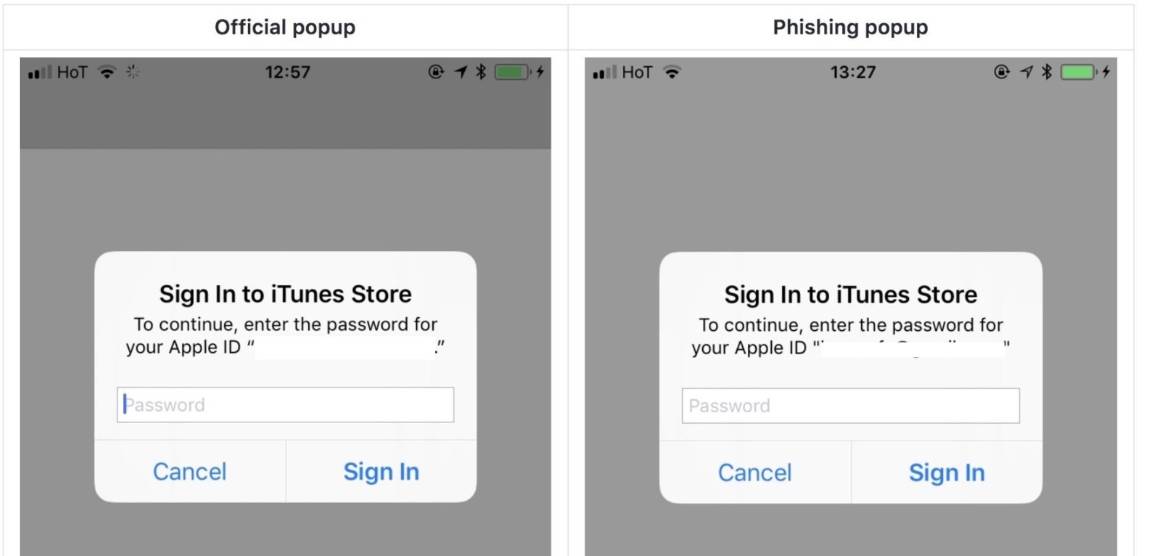 Official popup
Phishing popup
HoT 12:57
Sign In to iTunes Store
To continue, enter the password for
your Apple ID “ .”
Password
Cancel Sign In
HoT 13:27
Sign In to iTunes Store
To continue, enter the password for
your Apple ID " "
Password
Cancel Sign In